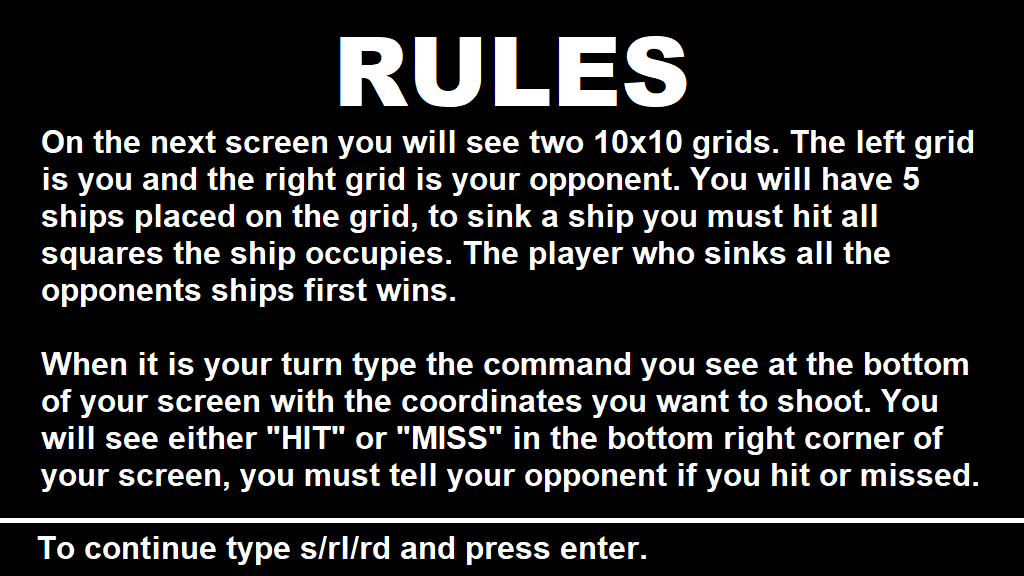 RULES
On the next screen you will see two 10x10 grids. The left grid
is you and the right grid is your opponent. You will have 5
ships placed on the grid, to sink a ship you must hit all
squares the ship occupies. The player who sinks all the
opponents ships first wins.
When it is your turn type the command you see at the bottom
of your screen with the coordinates you want to shoot. You
will see either "HIT" or "MISS" in the bottom right corner of
your screen, you must tell your opponent if you hit or missed.
To continue type s/rl/rd and press enter.